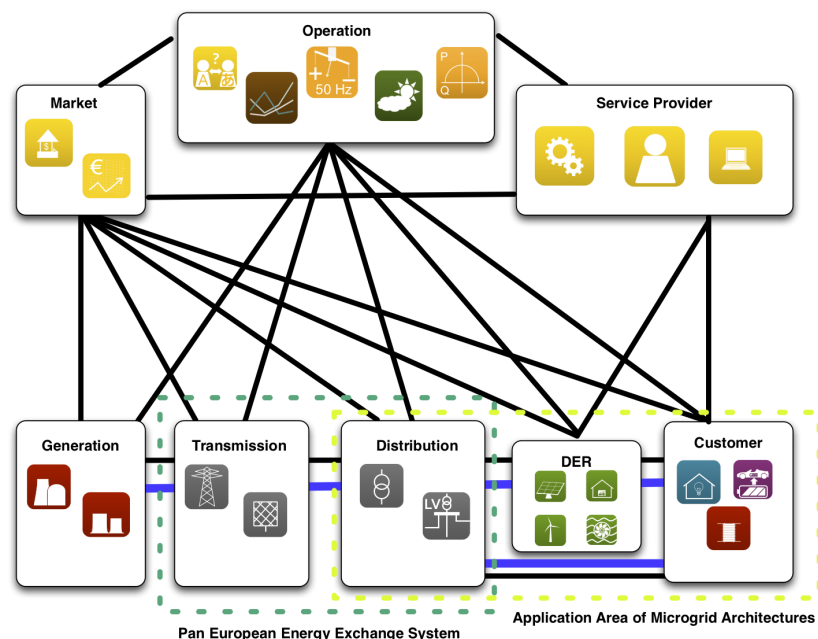 Operation
?
A あ
+ −
50 Hz
P
Q
Market
$
€
Service Provider
Generation
Transmission
Distribution
LV
DER
Customer
Application Area of Microgrid Architectures
Pan European Energy Exchange System